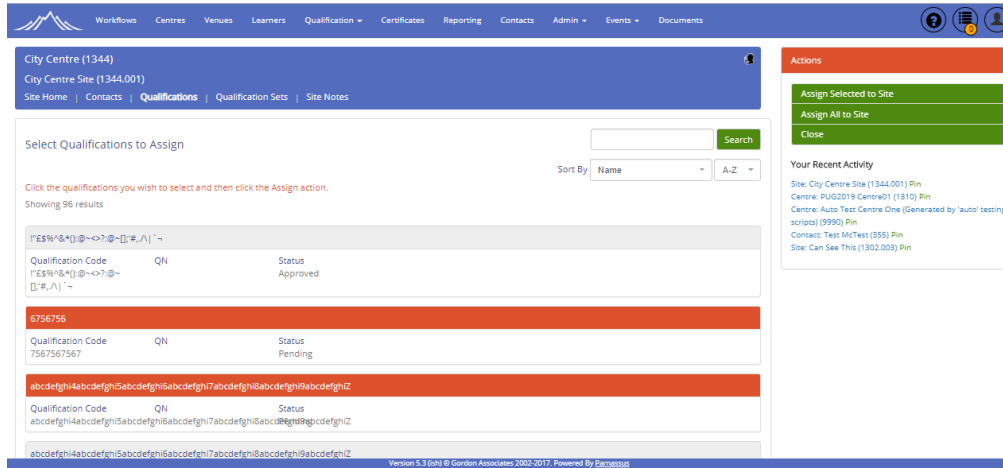 Workflows Centres Venues Learners Qualification Certificates Reporting Contacts Admin Events Documents
0
City Centre (1344)
City Centre Site (1344.001)
Site Home | Contacts | Qualifications | Qualification Sets | Site Notes
Select Qualifications to Assign
Search
Sort By Name A-Z
Click the qualifications you wish to select and then click the Assign action.
Showing 96 results
!"£$%^&*():@~<>?;@~[];'#,./\|`¬
Qualification Code QN Status
!"£$%^&*():@~<>?;@~ Approved
[];'#,./\|`¬
6756756
Qualification Code QN Status
7567567567 Pending
abcdefghi4abcdefghi5abcdefghi6abcdefghi7abcdefghi8abcdefghi9abcdefghiZ
Qualification Code QN Status
abcdefghi4abcdefghi5abcdefghi6abcdefghi7abcdefghi8abcdefghi9abcdefghiZ Pending
abcdefghi4abcdefghi5abcdefghi6abcdefghi7abcdefghi8abcdefghi9abcdefghiZ
Actions
Assign Selected to Site
Assign All to Site
Close
Your Recent Activity
Site: City Centre Site (1344.001) Pin
Centre: PUG2019 Centre01 (1310) Pin
Centre: Auto Test Centre One (Generated by 'auto' testing
scripts) (9990) Pin
Contact: Test McTest (355) Pin
Site: Can See This (1302.003) Pin
Version 5.3 (ish) © Gordon Associates 2002-2017. Powered By Parnassus